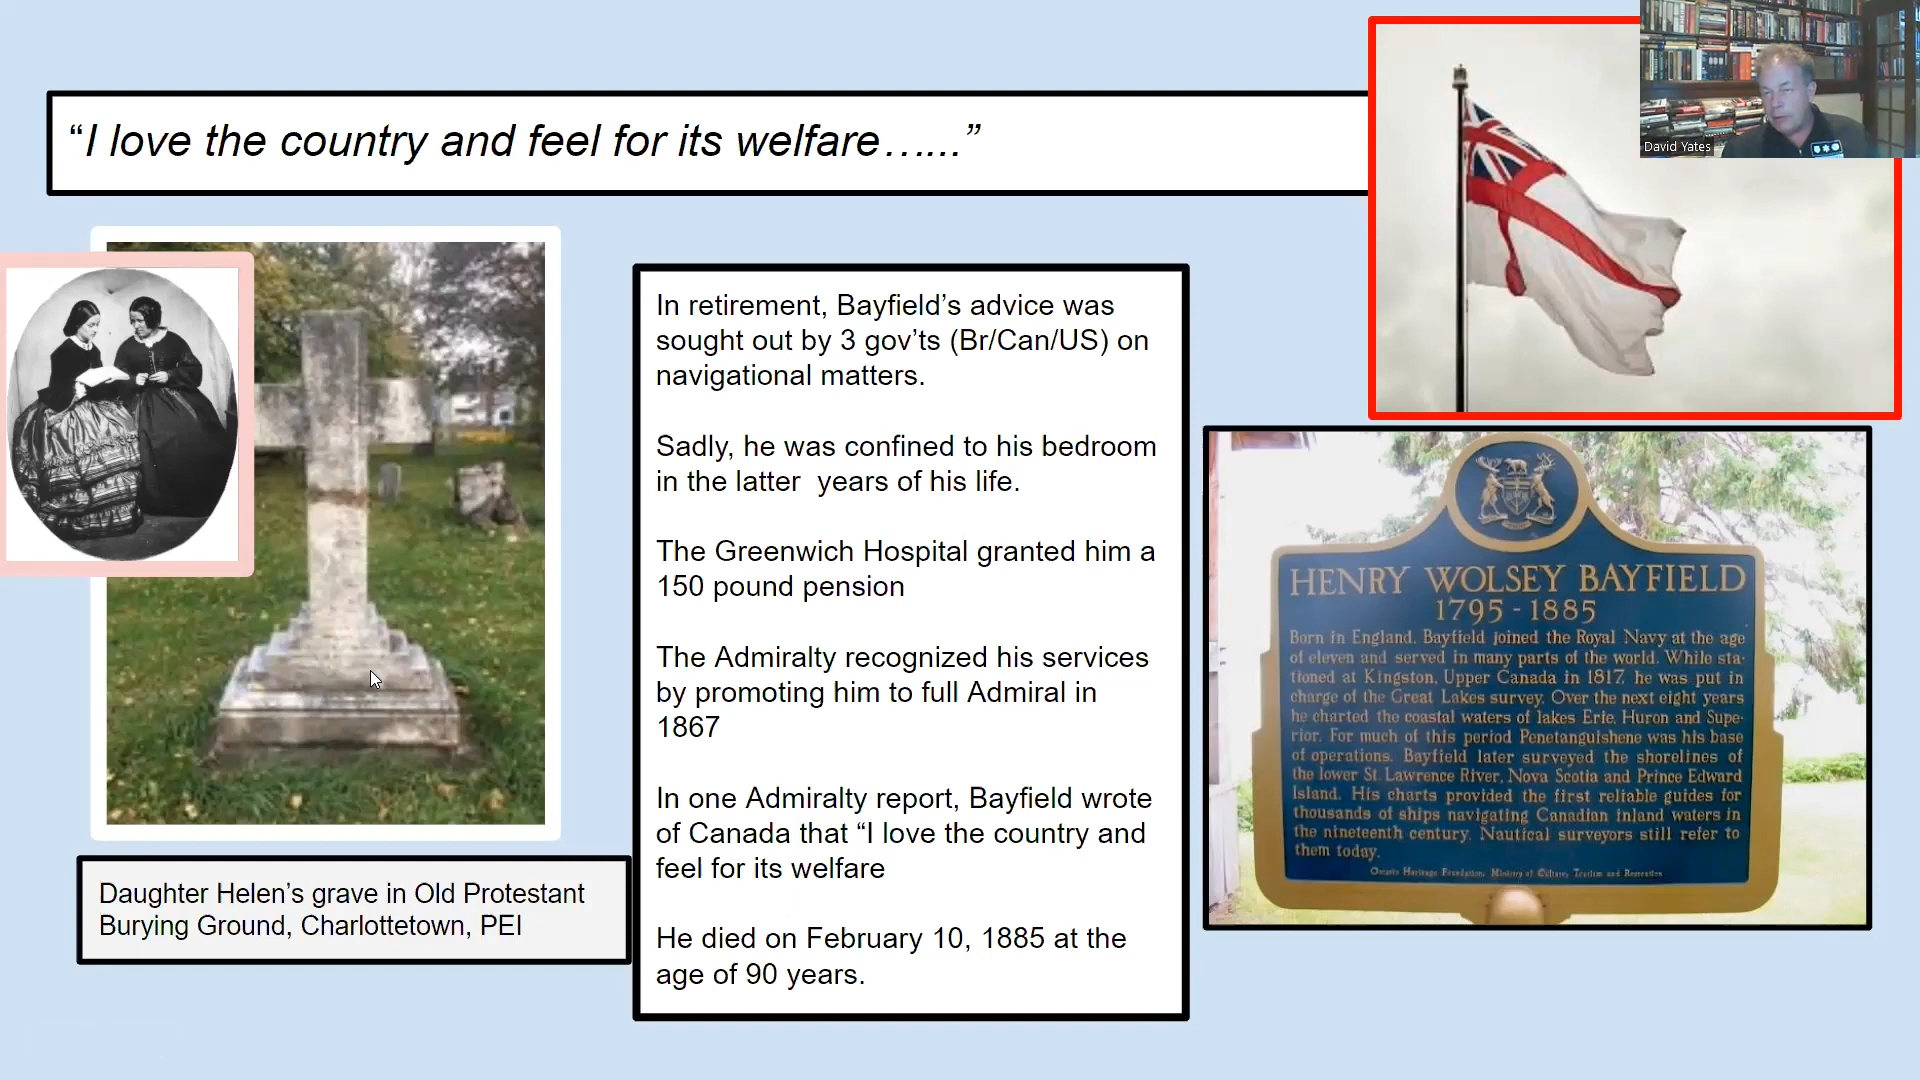 “I love the country and feel for its welfare…...”
David Yates
In retirement, Bayfield’s advice was
sought out by 3 gov’ts (Br/Can/US) on
navigational matters.
Sadly, he was confined to his bedroom
in the latter  years of his life.
The Greenwich Hospital granted him a
150 pound pension
The Admiralty recognized his services
by promoting him to full Admiral in
1867
In one Admiralty report, Bayfield wrote
of Canada that “I love the country and
feel for its welfare
He died on February 10, 1885 at the
age of 90 years.
Daughter Helen’s grave in Old Protestant
Burying Ground, Charlottetown, PEI
HENRY WOLSEY BAYFIELD
1795 - 1885
Born in England, Bayfield joined the Royal Navy at the age
of eleven and served in many parts of the world. While sta-
tioned at Kingston, Upper Canada in 1817, he was put in
charge of the Great Lakes survey. Over the next eight years
he charted the coastal waters of lakes Erie, Huron and Supe-
rior. For much of this period Penetanguishene was his base
of operations. Bayfield later surveyed the shorelines of
the lower St. Lawrence River, Nova Scotia and Prince Edward
Island. His charts provided the first reliable guides for
thousands of ships navigating Canadian inland waters in
the nineteenth century. Nautical surveyors still refer to
them today.
Ontario Heritage Foundation, Ministry of Culture, Tourism and Recreation